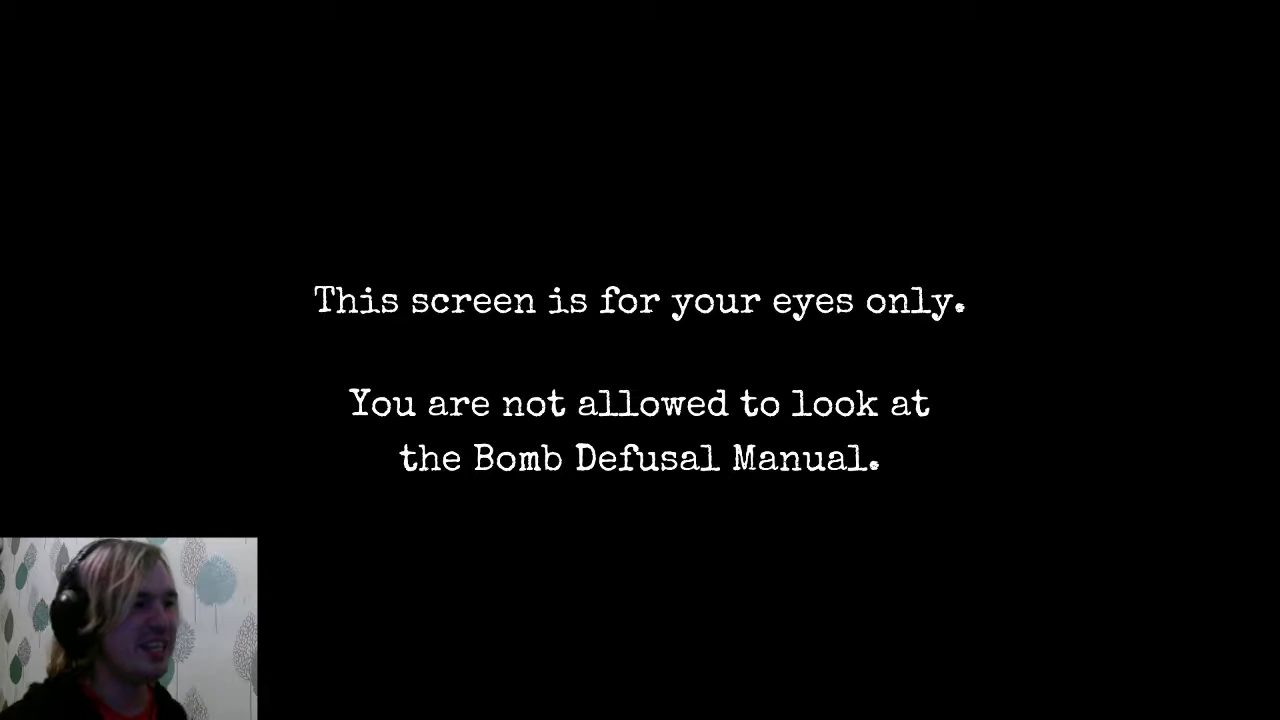 This screen is for your eyes only.
You are not allowed to look at
the Bomb Defusal Manual.